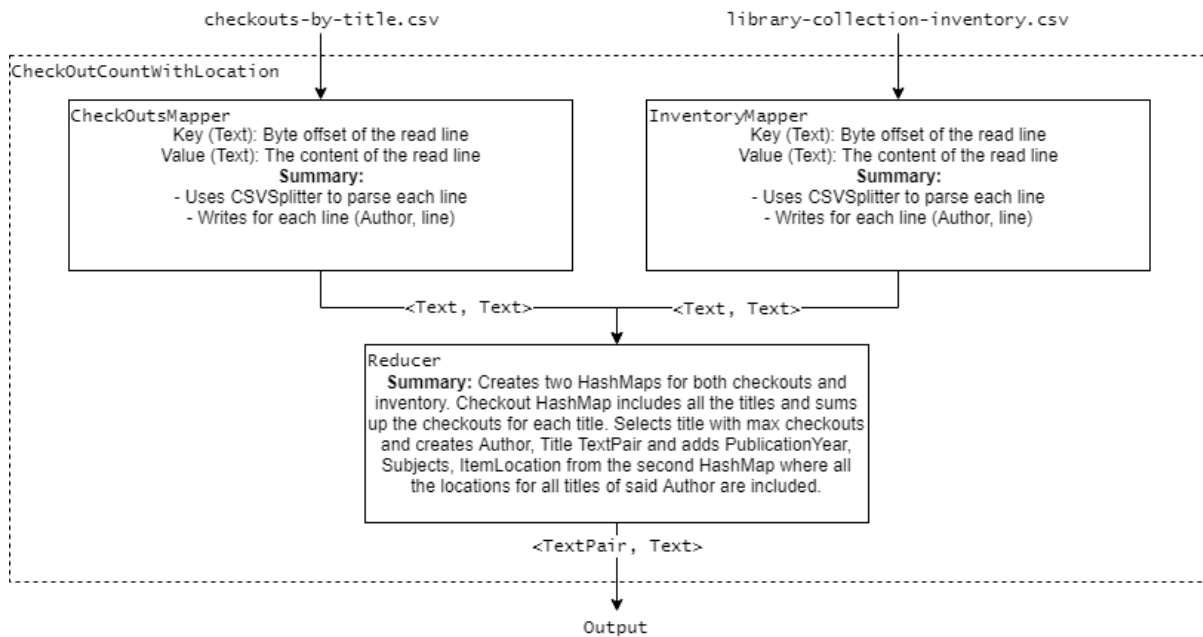 checkouts-by-title.csv
library-collection-inventory.csv
CheckOutCountWithLocation
CheckOutsMapper
Key (Text): Byte offset of the read line
Value (Text): The content of the read line
Summary:
- Uses CSVSplitter to parse each line
- Writes for each line (Author, line)
InventoryMapper
Key (Text): Byte offset of the read line
Value (Text): The content of the read line
Summary:
- Uses CSVSplitter to parse each line
- Writes for each line (Author, line)
<Text, Text>
<Text, Text>
Reducer
Summary: Creates two HashMaps for both checkouts and
inventory. Checkout HashMap includes all the titles and sums
up the checkouts for each title. Selects title with max checkouts
and creates Author, Title TextPair and adds PublicationYear,
Subjects, ItemLocation from the second HashMap where all
the locations for all titles of said Author are included.
<TextPair, Text>
Output